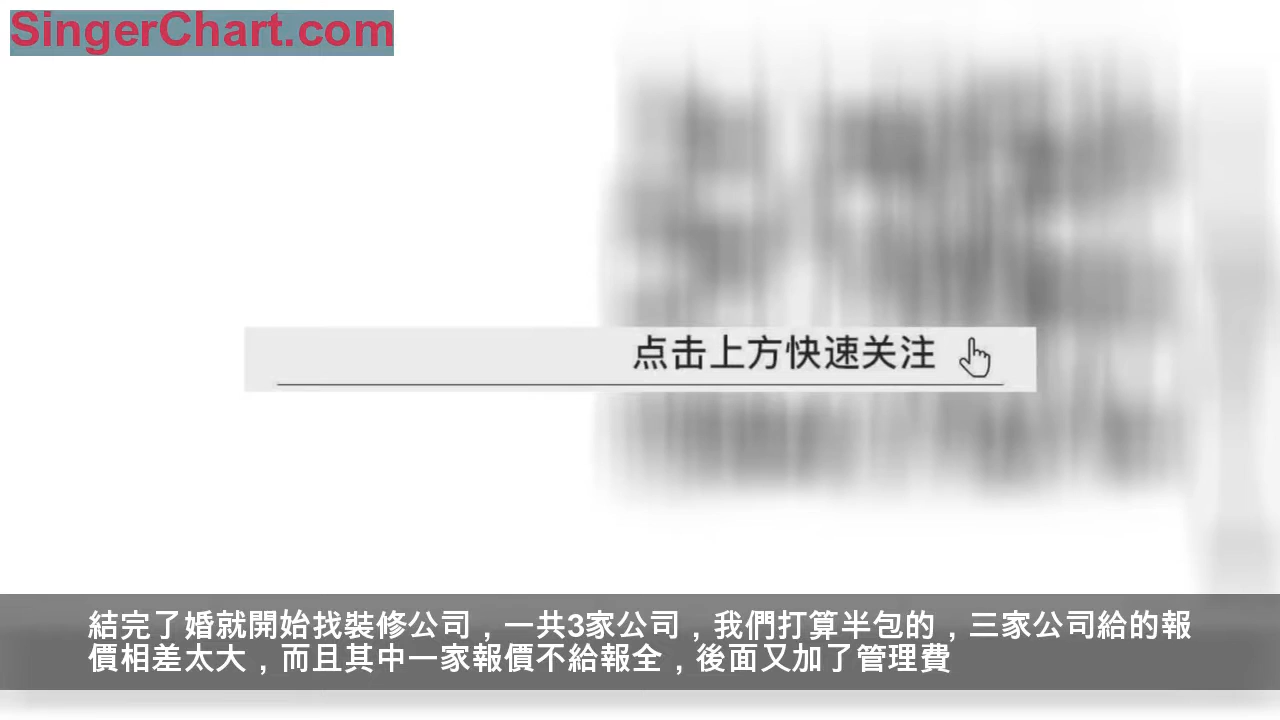 SingerChart.com
点击上方快速关注
結完了婚就開始找裝修公司，一共3家公司，我們打算半包的，三家公司給的報
價相差太大，而且其中一家報價不給報全，後面又加了管理費